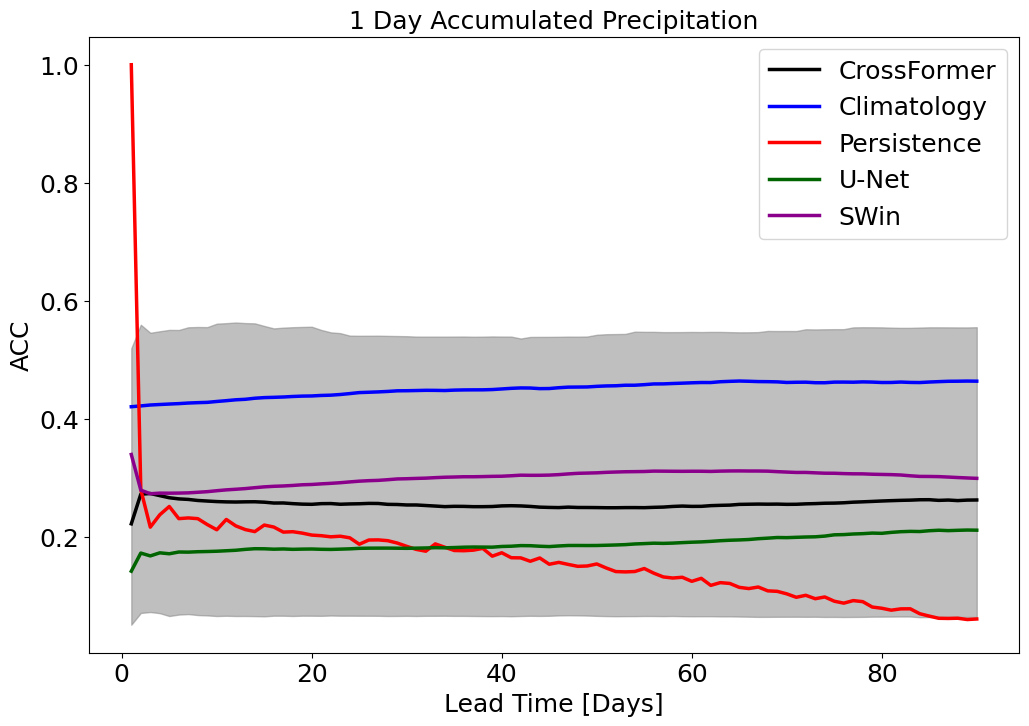 1 Day Accumulated Precipitation
CrossFormer
Climatology
Persistence
U-Net
SWin
ACC
1.0
0.8
0.6
0.4
0.2
0 20 40 60 80
Lead Time [Days]